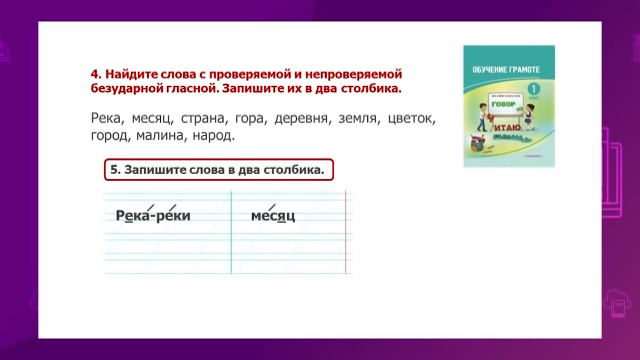 4. Найдите слова с проверяемой и непроверяемой
безударной гласной. Запишите их в два столбика.
Река, месяц, страна, гора, деревня, земля, цветок,
город, малина, народ.
5. Запишите слова в два столбика.
Река-реки месяц
ОБУЧЕНИЕ ГРАМОТЕ
1
ГОВОР
ЧИТАЮ